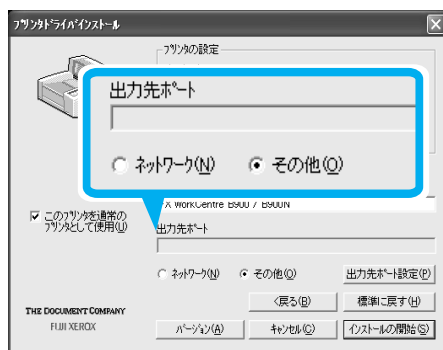 プリンタドライバインストール
プリンタの設定
出力先ポート
ネットワーク(N) その他(O)
X WorkCentre B900 / B900N
このプリンタを通常の
プリンタとして使用(U)
出力先ポート
ネットワーク(N) その他(O) 出力先ポート設定(P)
<戻る(B) 標準に戻す(H)
THE DOCUMENT COMPANY
FUJI XEROX
バージョン(A) キャンセル(C) インストールの開始(S)